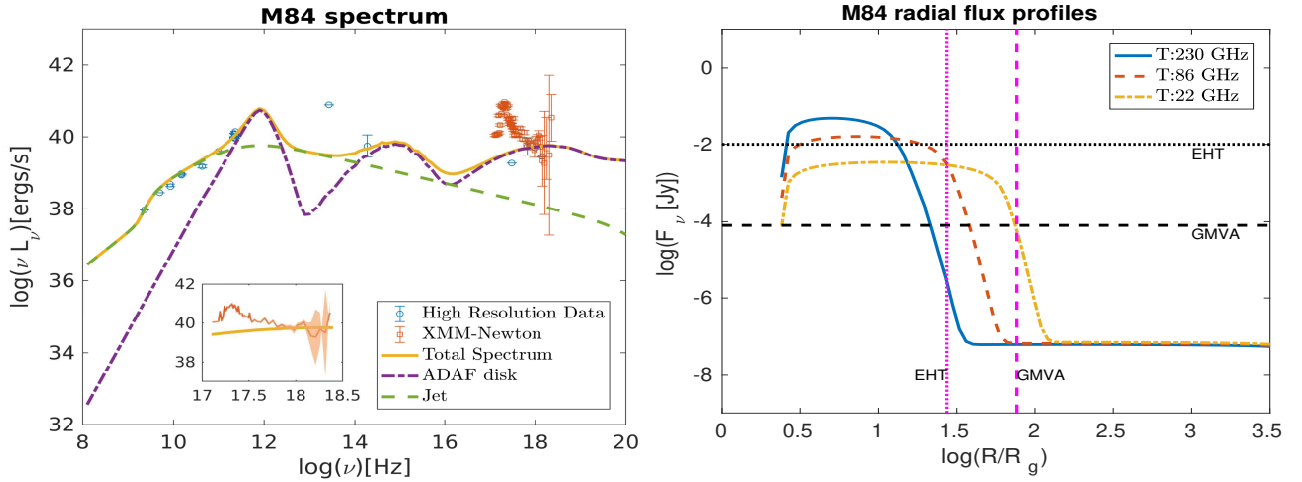 M84 spectrum
42
40
38
36
34
32
log(ν L_ν)[ergs/s]
8
10
12
14
16
18
20
log(ν)[Hz]
42
40
38
17
17.5
18
18.5
High Resolution Data
XMM-Newton
Total Spectrum
ADAF disk
Jet
M84 radial flux profiles
0
-2
-4
-6
-8
log(F_ν [Jy])
0
0.5
1
1.5
2
2.5
3
3.5
log(R/R_g)
T:230 GHz
T:86 GHz
T:22 GHz
EHT
GMVA
EHT
GMVA